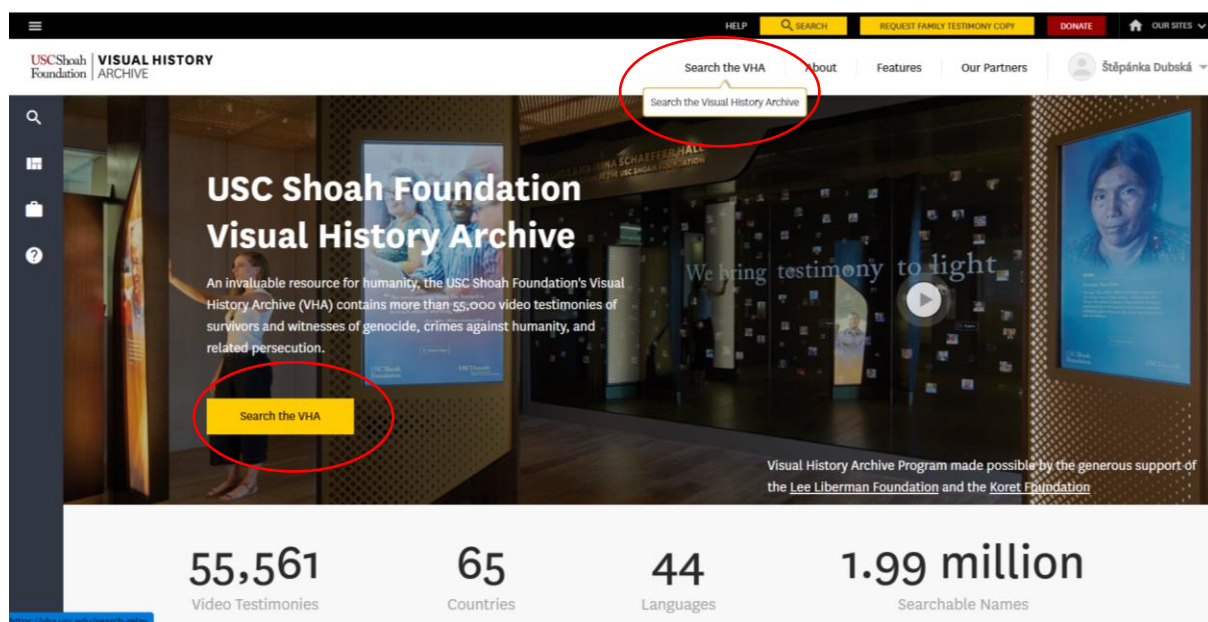 HELP
SEARCH
REQUEST FAMILY TESTIMONY COPY
DONATE
OUR SITES
USC Shoah Foundation
VISUAL HISTORY ARCHIVE
Search the VHA
About
Features
Our Partners
Štěpánka Dubská
Search the Visual History Archive
USC Shoah Foundation
Visual History Archive
An invaluable resource for humanity, the USC Shoah Foundation's Visual
History Archive (VHA) contains more than 55,000 video testimonies of
survivors and witnesses of genocide, crimes against humanity, and
related persecution.
Search the VHA
We bring testimony to light
Visual History Archive Program made possible by the generous support of
the Lee Liberman Foundation and the Koret Foundation
55,561
65
44
1.99 million
Video Testimonies
Countries
Languages
Searchable Names